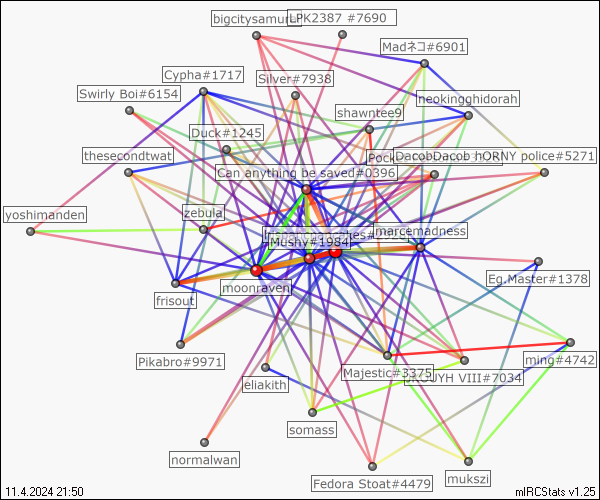 bigcitysamurai
LPK2387 #7690
Madネコ#6901
Cypha#1717
Silver#7938
Swirly Boi#6154
neokingghidorah
shawntee9
Duck#1245
thesecondtwat
DacobDacob hORNY police#5271
Can anything be saved#0396
yoshimanden
zebula
marcemadness
Mushy#1984
moonraven
Eg.Master#1378
frisout
Pikabro#9971
ming#4742
Majestic#3375
VIII#7034
eliakith
somass
normalwan
Fedora Stoat#4479
mukszi
11.4.2024 21:50
mIRCStats v1.25